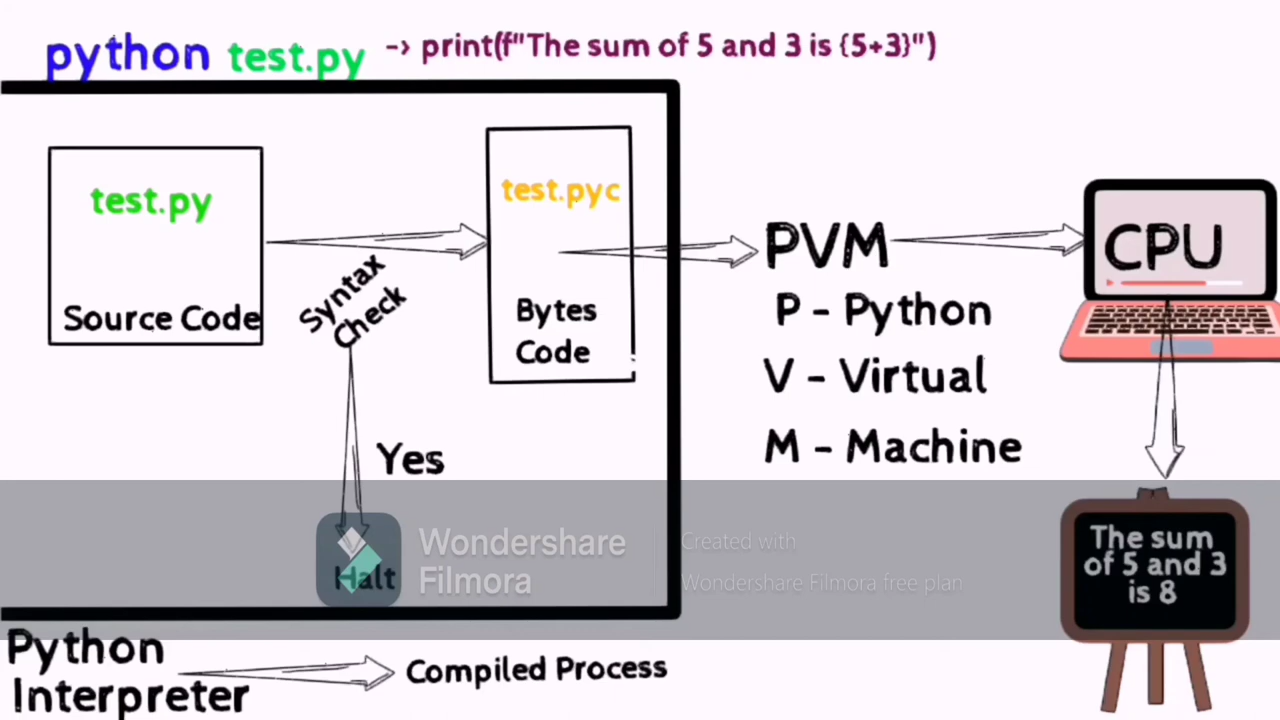 python test.py -> print(f"The sum of 5 and 3 is {5+3}")
test.py
Source Code
Syntax
Check
test.pyc
Bytes
Code
PVM
P - Python
V - Virtual
M - Machine
CPU
Yes
Halt
Wondershare
Filmora
Created with
Wondershare Filmora free plan
The sum
of 5 and 3
is 8
Python
Interpreter
Compiled Process